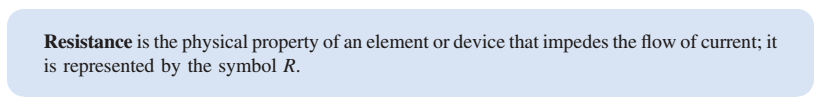 Resistance is the physical property of an element or device that impedes the flow of current; it
is represented by the symbol R.